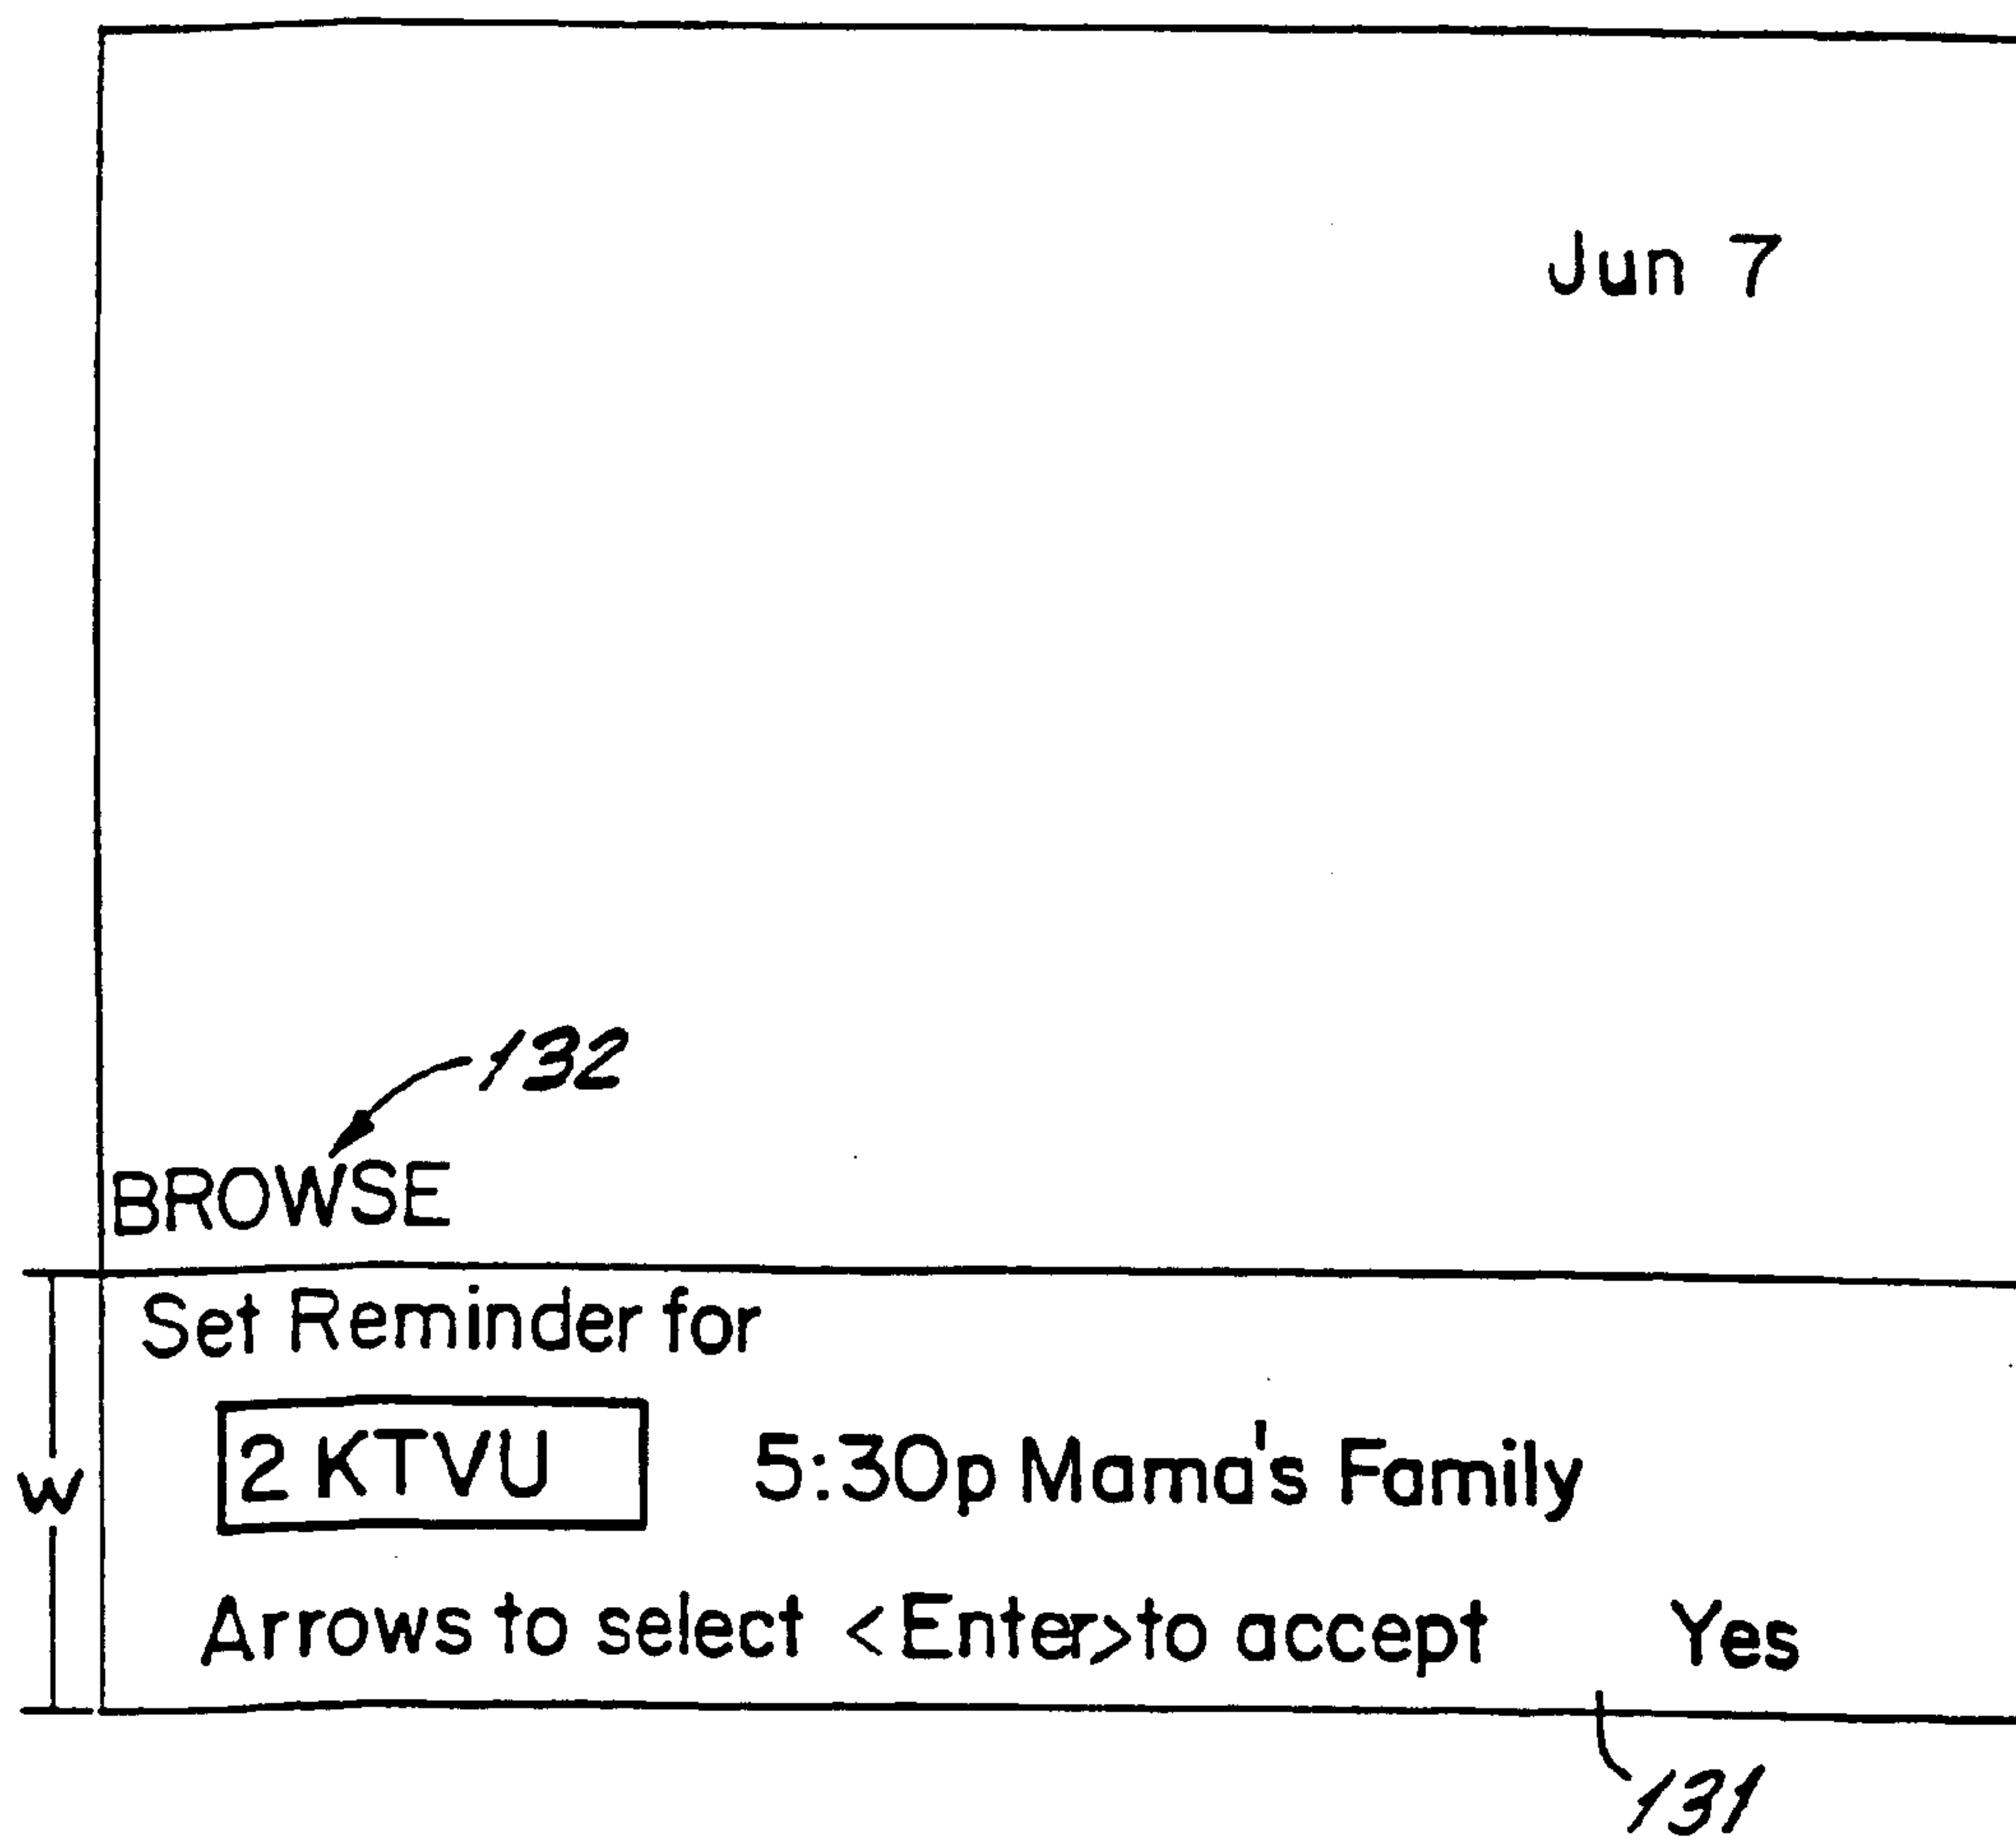 Jun 7
132
BROWSE
Set Reminder for
2 KTVU 5:30p Mama's Family
W
Arrows to select <Enter> to accept Yes
131